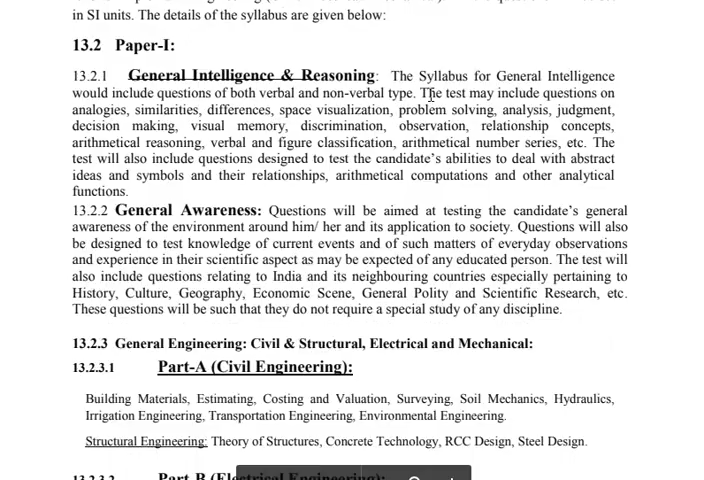 in SI units. The details of the syllabus are given below:
13.2 Paper-I:
13.2.1 General Intelligence & Reasoning: The Syllabus for General Intelligence
would include questions of both verbal and non-verbal type. The test may include questions on
analogies, similarities, differences, space visualization, problem solving, analysis, judgment,
decision making, visual memory, discrimination, observation, relationship concepts,
arithmetical reasoning, verbal and figure classification, arithmetical number series, etc. The
test will also include questions designed to test the candidate’s abilities to deal with abstract
ideas and symbols and their relationships, arithmetical computations and other analytical
functions.
13.2.2 General Awareness: Questions will be aimed at testing the candidate’s general
awareness of the environment around him/ her and its application to society. Questions will also
be designed to test knowledge of current events and of such matters of everyday observations
and experience in their scientific aspect as may be expected of any educated person. The test will
also include questions relating to India and its neighbouring countries especially pertaining to
History, Culture, Geography, Economic Scene, General Polity and Scientific Research, etc.
These questions will be such that they do not require a special study of any discipline.
13.2.3 General Engineering: Civil & Structural, Electrical and Mechanical:
13.2.3.1 Part-A (Civil Engineering):
Building Materials, Estimating, Costing and Valuation, Surveying, Soil Mechanics, Hydraulics,
Irrigation Engineering, Transportation Engineering, Environmental Engineering.
Structural Engineering: Theory of Structures, Concrete Technology, RCC Design, Steel Design.
13.2.3.2 Part-B (Electrical Engineering):